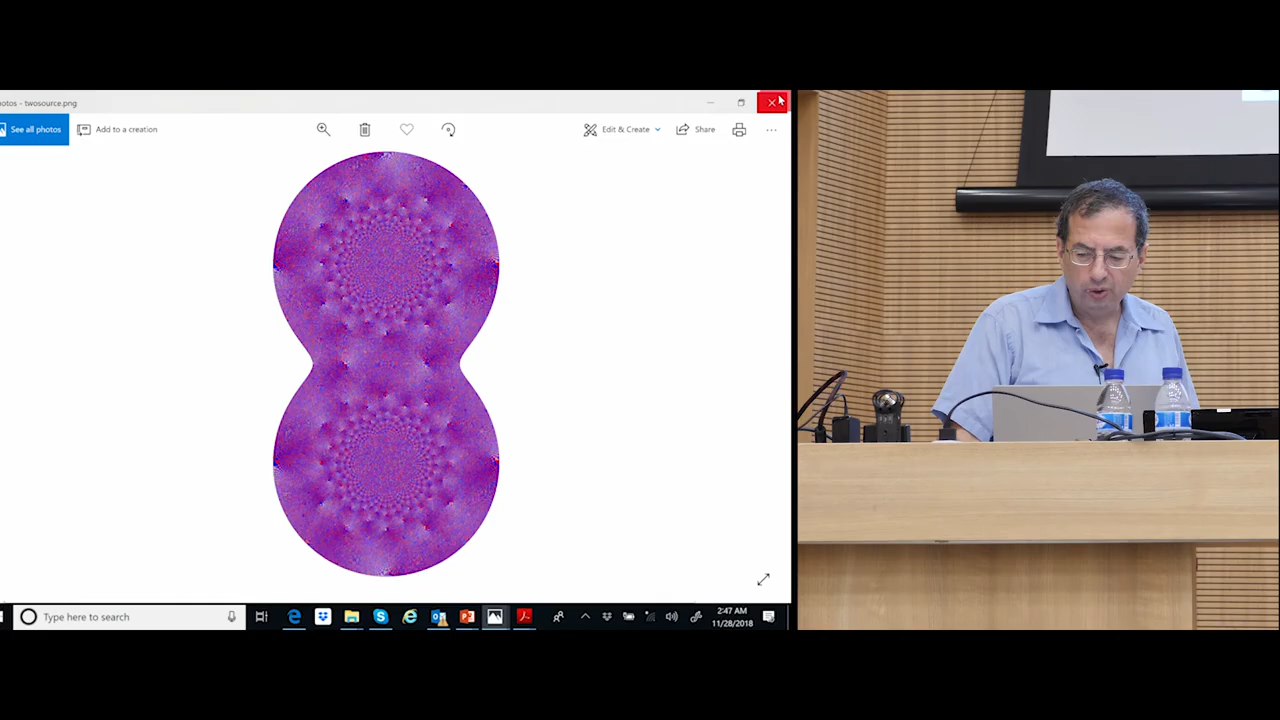 otos - twosource.png
See all photos
Add to a creation
Edit & Create
Share
Type here to search
2:47 AM
11/28/2018